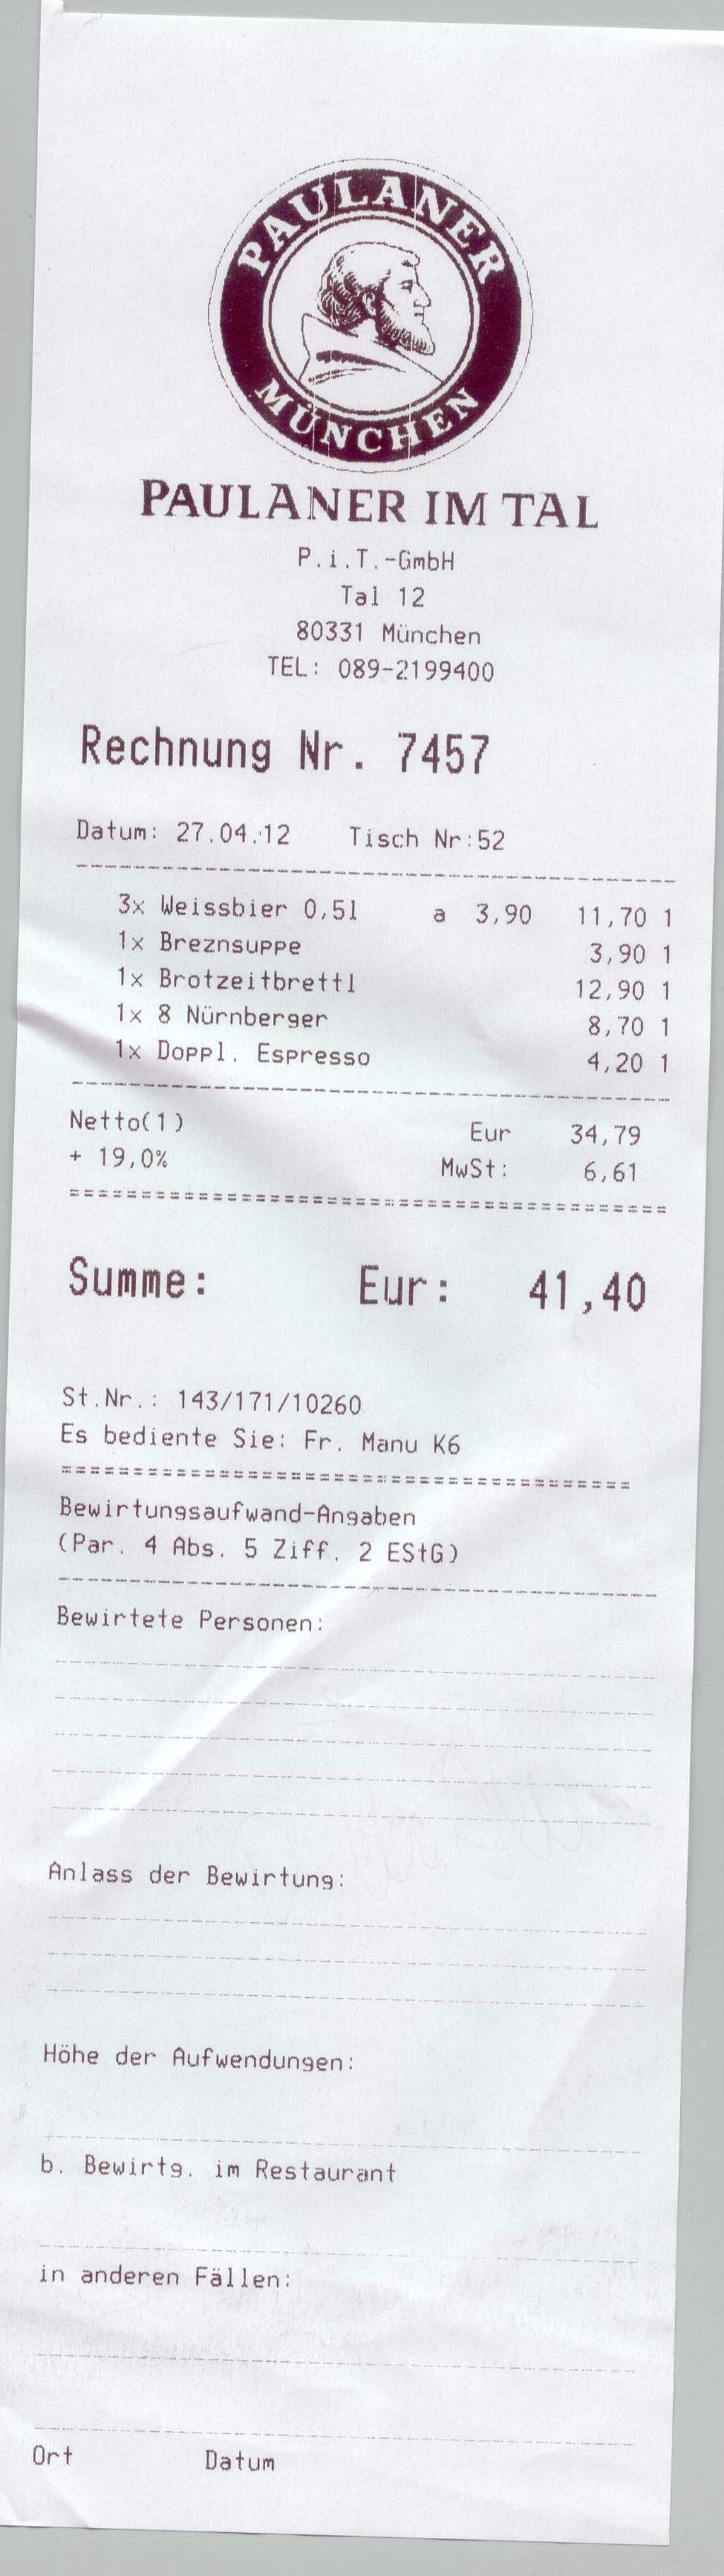 PAULANER
MÜNCHEN
PAULANER IM TAL
P.i.T.-GmbH
Tal 12
80331 München
TEL: 089-2199400
Rechnung Nr. 7457
Datum: 27.04.12 Tisch Nr:52
3x Weissbier 0,5l a 3,90 11,70 1
1x Breznsuppe 3,90 1
1x Brotzeitbrettl 12,90 1
1x 8 Nürnberger 8,70 1
1x Doppl. Espresso 4,20 1
Netto(1) Eur 34,79
+ 19,0% MwSt: 6,61
Summe: Eur: 41,40
St.Nr.: 143/171/10260
Es bediente Sie: Fr. Manu K6
Bewirtungsaufwand-Angaben
(Par. 4 Abs. 5 Ziff. 2 EStG)
Bewirtete Personen:
Anlass der Bewirtung:
Höhe der Aufwendungen:
b. Bewirtg. im Restaurant
in anderen Fällen:
Ort Datum